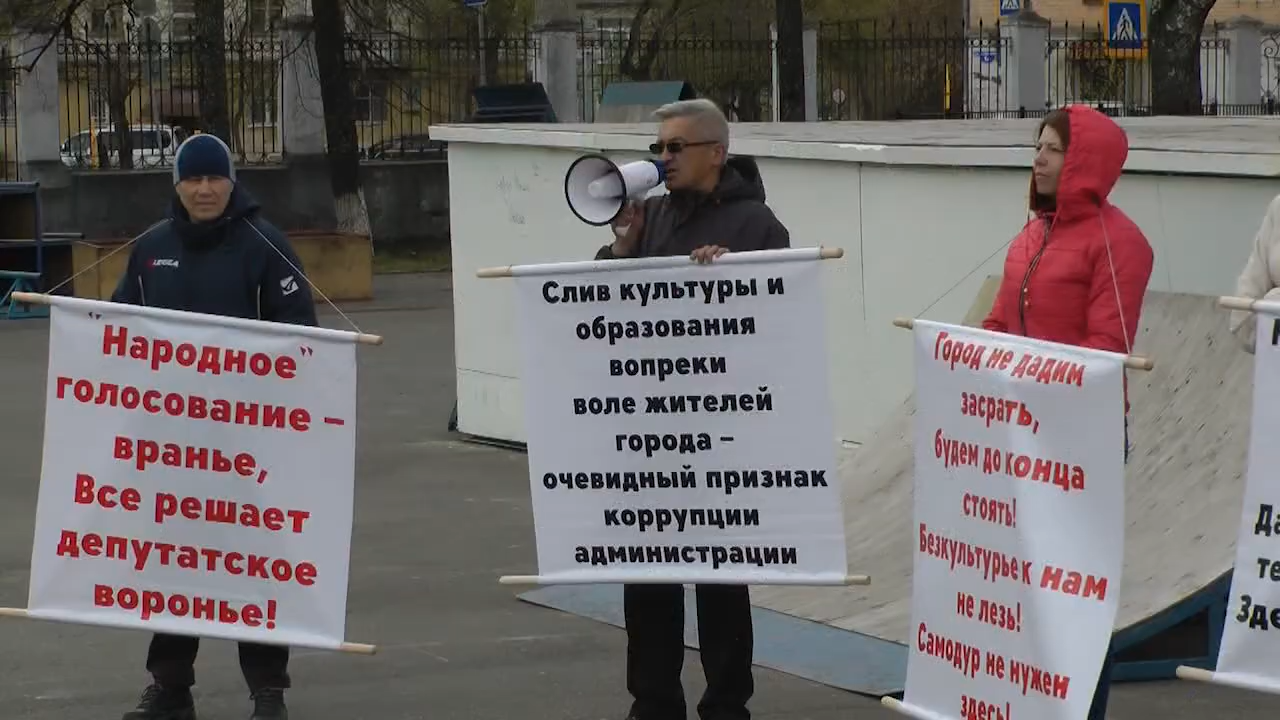 "Народное"
голосование –
вранье,
Все решает
депутатское
воронье!
Слив культуры и
образования
вопреки
воле жителей
города –
очевидный признак
коррупции
администрации
Город не дадим
засрать,
будем до конца
стоять!
Безкультурье к нам
не лезь!
Самодур не нужен
здесь!
LEGEA